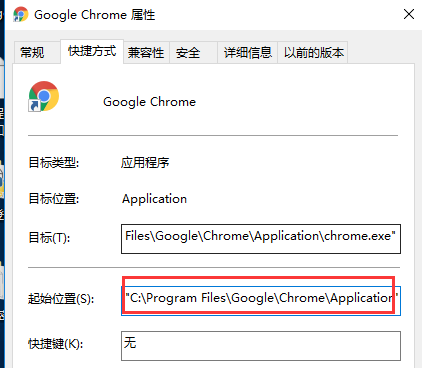 Google Chrome 属性
常规 快捷方式 兼容性 安全 详细信息 以前的版本
Google Chrome
目标类型: 应用程序
目标位置: Application
目标(T): Files\Google\Chrome\Application\chrome.exe"
起始位置(S): "C:\Program Files\Google\Chrome\Application"
快捷键(K): 无